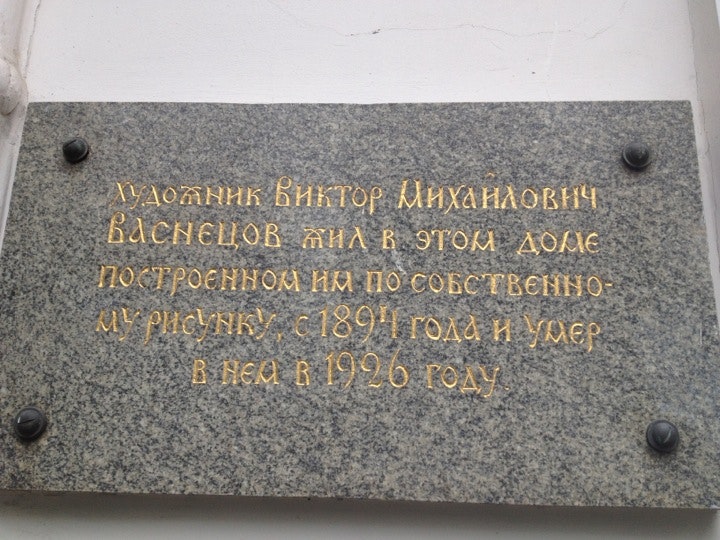 художник Виктор Михайлович
Васнецов жил в этом доме
построенном им по собственно-
му рисунку, с 1894 года и умер
в нем в 1926 году.